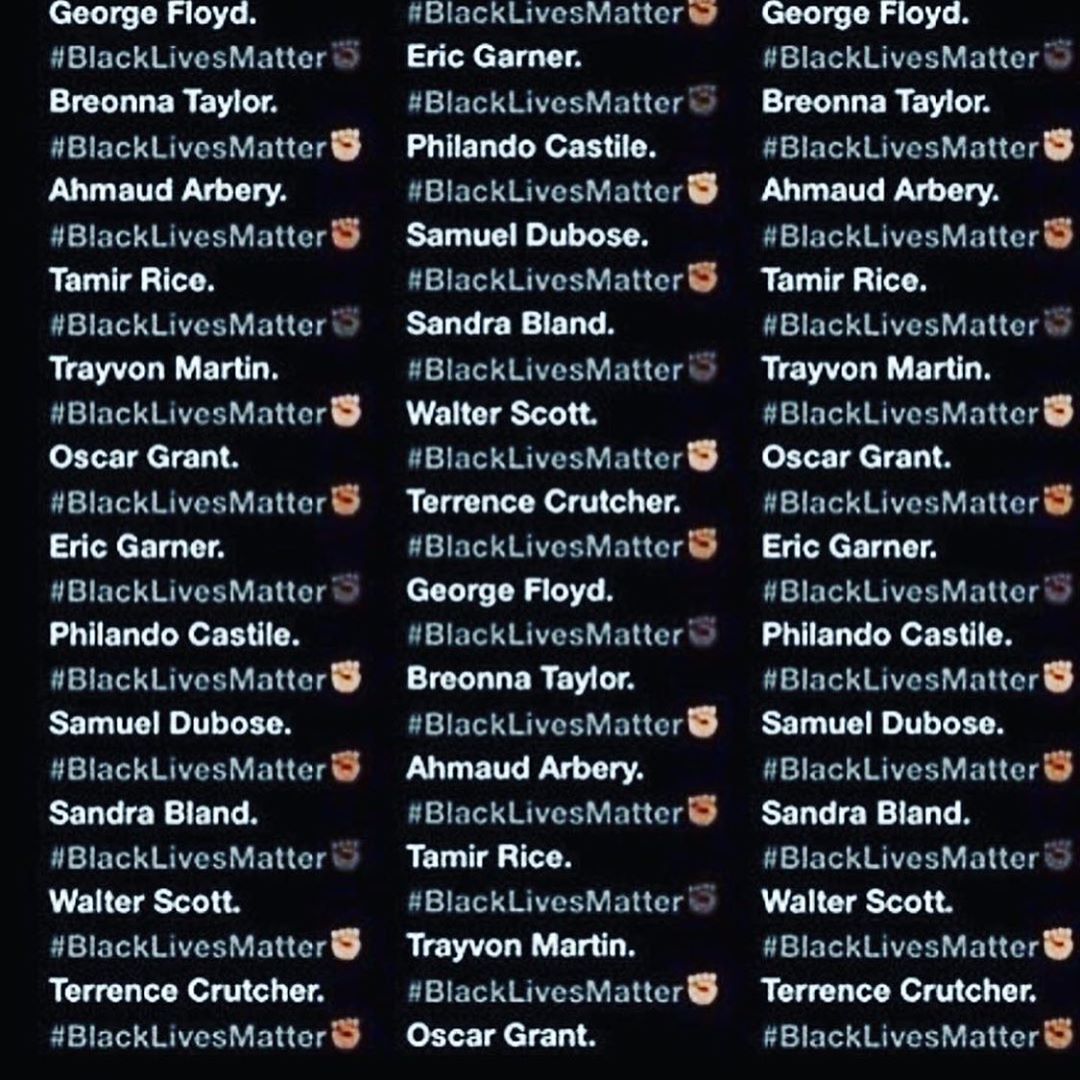 George Floyd.
#BlackLivesMatter✊🏿
Breonna Taylor.
#BlackLivesMatter✊🏼
Ahmaud Arbery.
#BlackLivesMatter✊🏽
Tamir Rice.
#BlackLivesMatter✊🏿
Trayvon Martin.
#BlackLivesMatter✊🏼
Oscar Grant.
#BlackLivesMatter✊🏽
Eric Garner.
#BlackLivesMatter✊🏿
Philando Castile.
#BlackLivesMatter✊🏼
Samuel Dubose.
#BlackLivesMatter✊🏽
Sandra Bland.
#BlackLivesMatter✊🏿
Walter Scott.
#BlackLivesMatter✊🏼
Terrence Crutcher.
#BlackLivesMatter✊🏽
#BlackLivesMatter✊🏽
Eric Garner.
#BlackLivesMatter✊🏿
Philando Castile.
#BlackLivesMatter✊🏼
Samuel Dubose.
#BlackLivesMatter✊🏽
Sandra Bland.
#BlackLivesMatter✊🏿
Walter Scott.
#BlackLivesMatter✊🏼
Terrence Crutcher.
#BlackLivesMatter✊🏽
George Floyd.
#BlackLivesMatter✊🏿
Breonna Taylor.
#BlackLivesMatter✊🏼
Ahmaud Arbery.
#BlackLivesMatter✊🏽
Tamir Rice.
#BlackLivesMatter✊🏿
Trayvon Martin.
#BlackLivesMatter✊🏼
Oscar Grant.
George Floyd.
#BlackLivesMatter✊🏿
Breonna Taylor.
#BlackLivesMatter✊🏼
Ahmaud Arbery.
#BlackLivesMatter✊🏽
Tamir Rice.
#BlackLivesMatter✊🏿
Trayvon Martin.
#BlackLivesMatter✊🏼
Oscar Grant.
#BlackLivesMatter✊🏽
Eric Garner.
#BlackLivesMatter✊🏿
Philando Castile.
#BlackLivesMatter✊🏼
Samuel Dubose.
#BlackLivesMatter✊🏽
Sandra Bland.
#BlackLivesMatter✊🏿
Walter Scott.
#BlackLivesMatter✊🏼
Terrence Crutcher.
#BlackLivesMatter✊🏽